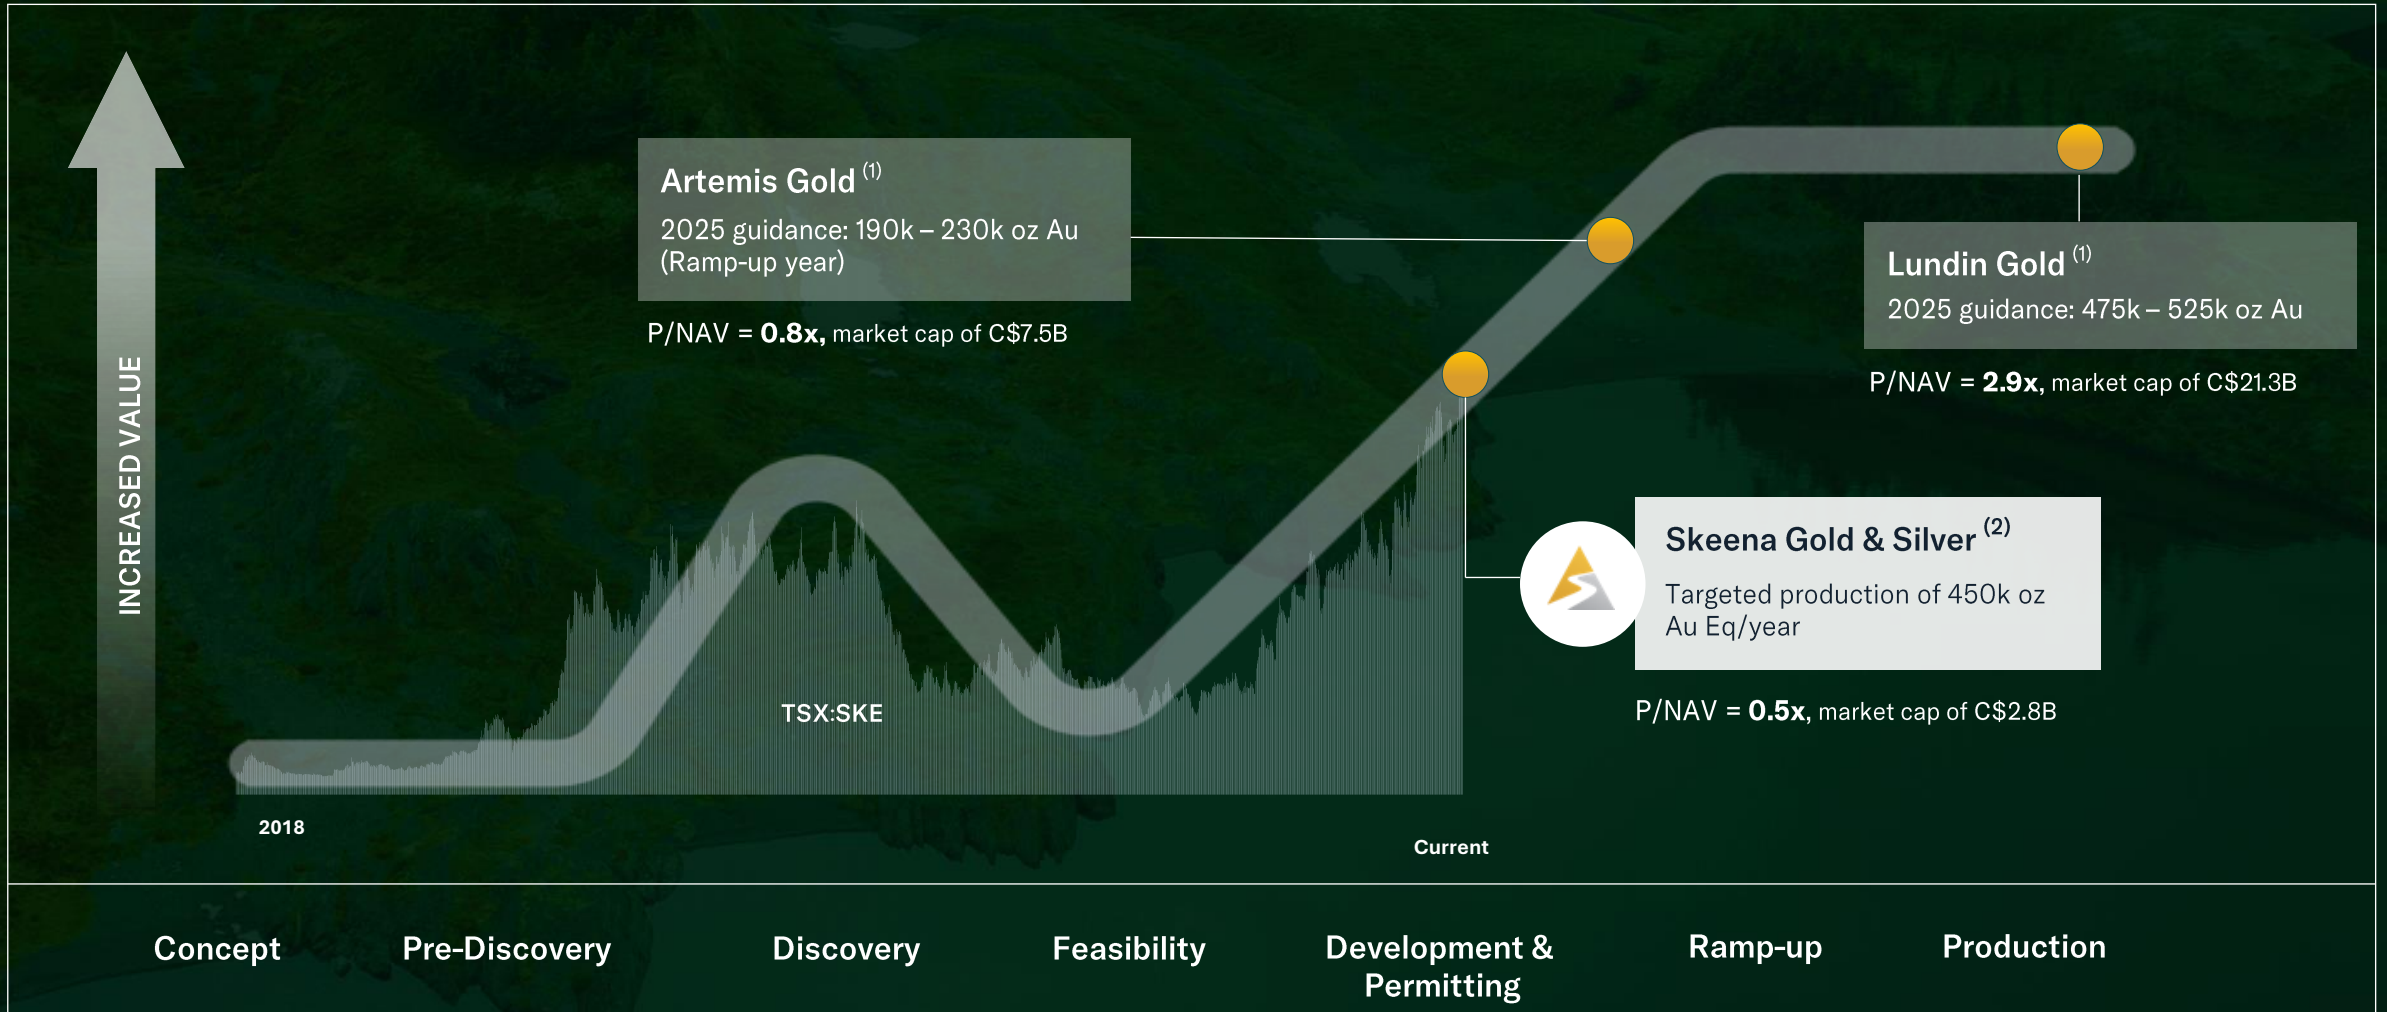 INCREASED VALUE
Artemis Gold (1)
2025 guidance: 190k – 230k oz Au
(Ramp-up year)
P/NAV = 0.8x, market cap of C$7.5B
Lundin Gold (1)
2025 guidance: 475k – 525k oz Au
P/NAV = 2.9x, market cap of C$21.3B
Skeena Gold & Silver (2)
Targeted production of 450k oz
Au Eq/year
P/NAV = 0.5x, market cap of C$2.8B
TSX:SKE
2018
Current
Concept
Pre-Discovery
Discovery
Feasibility
Development &
Permitting
Ramp-up
Production